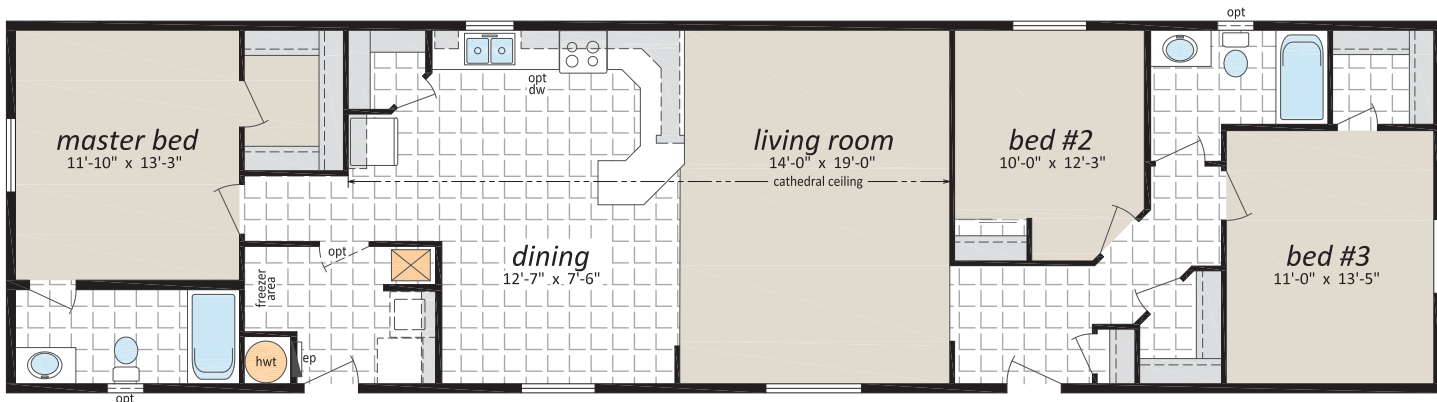 opt
opt
dw
master bed
11'-10" x 13'-3"
living room
14'-0" x 19'-0"
cathedral ceiling
bed #2
10'-0" x 12'-3"
opt
dining
12'-7" x 7'-6"
bed #3
11'-0" x 13'-5"
freezer
area
hwt
ep
opt